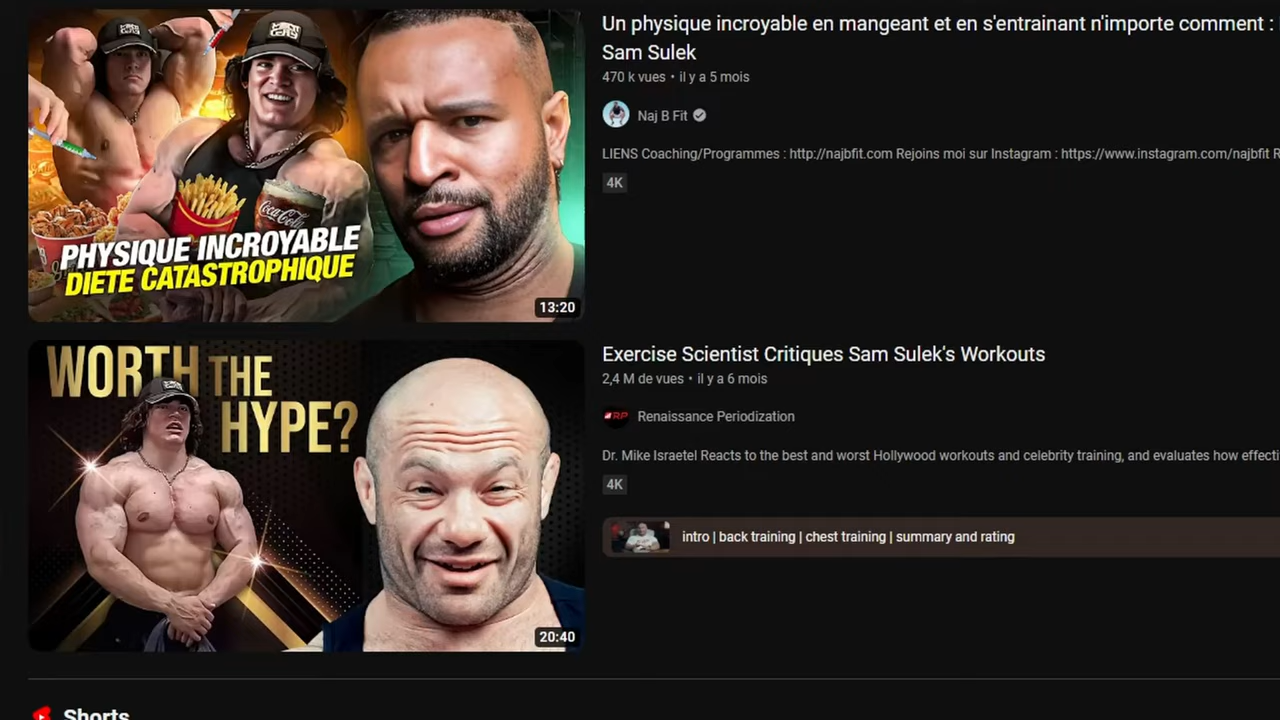 Un physique incroyable en mangeant et en s'entrainant n'importe comment :
Sam Sulek
470 k vues • il y a 5 mois
Naj B Fit
LIENS Coaching/Programmes : http://najbfit.com Rejoins moi sur Instagram : https://www.instagram.com/najbfit R
4K
Coca-Cola
PHYSIQUE INCROYABLE
DIETE CATASTROPHIQUE
13:20
WORTH THE
HYPE?
20:40
Exercise Scientist Critiques Sam Sulek's Workouts
2,4 M de vues • il y a 6 mois
RP
Renaissance Periodization
Dr. Mike Israetel Reacts to the best and worst Hollywood workouts and celebrity training, and evaluates how effecti
4K
intro | back training | chest training | summary and rating
Shorts